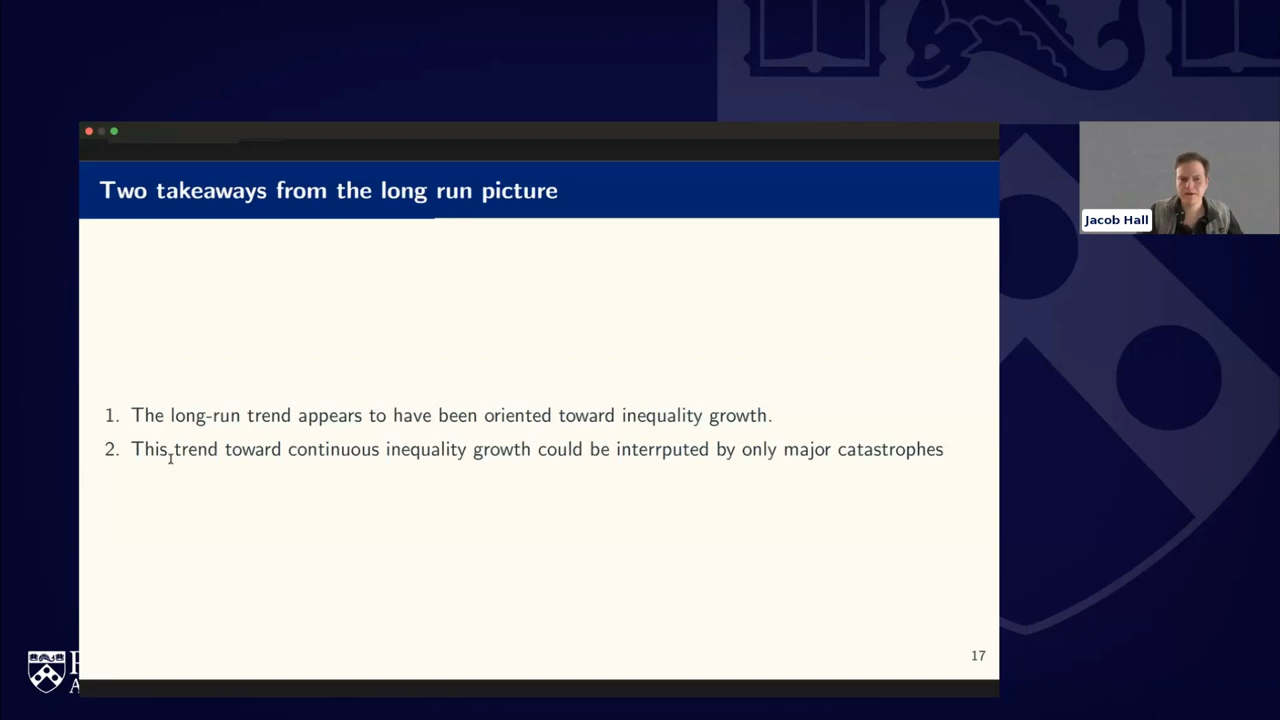 Two takeaways from the long run picture
Jacob Hall
1. The long-run trend appears to have been oriented toward inequality growth.
2. This trend toward continuous inequality growth could be interrputed by only major catastrophes
17